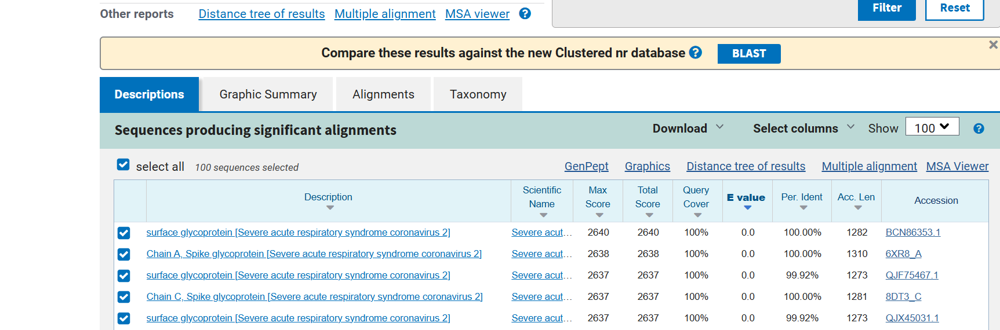 Other reports Distance tree of results Multiple alignment MSA viewer ?
Filter Reset
Compare these results against the new Clustered nr database ? BLAST
Descriptions Graphic Summary Alignments Taxonomy
Sequences producing significant alignments Download Select columns Show 100 ?
select all 100 sequences selected GenPept Graphics Distance tree of results Multiple alignment MSA Viewer
Description Scientific Name Max Score Total Score Query Cover E value Per. Ident Acc. Len Accession
surface glycoprotein [Severe acute respiratory syndrome coronavirus 2] Severe acut... 2640 2640 100% 0.0 100.00% 1282 BCN86353.1
Chain A, Spike glycoprotein [Severe acute respiratory syndrome coronavirus 2] Severe acut... 2638 2638 100% 0.0 100.00% 1310 6XR8_A
surface glycoprotein [Severe acute respiratory syndrome coronavirus 2] Severe acut... 2637 2637 100% 0.0 99.92% 1273 QJF75467.1
Chain C, Spike glycoprotein [Severe acute respiratory syndrome coronavirus 2] Severe acut... 2637 2637 100% 0.0 100.00% 1281 8DT3_C
surface glycoprotein [Severe acute respiratory syndrome coronavirus 2] Severe acut... 2637 2637 100% 0.0 99.92% 1273 QJX45031.1